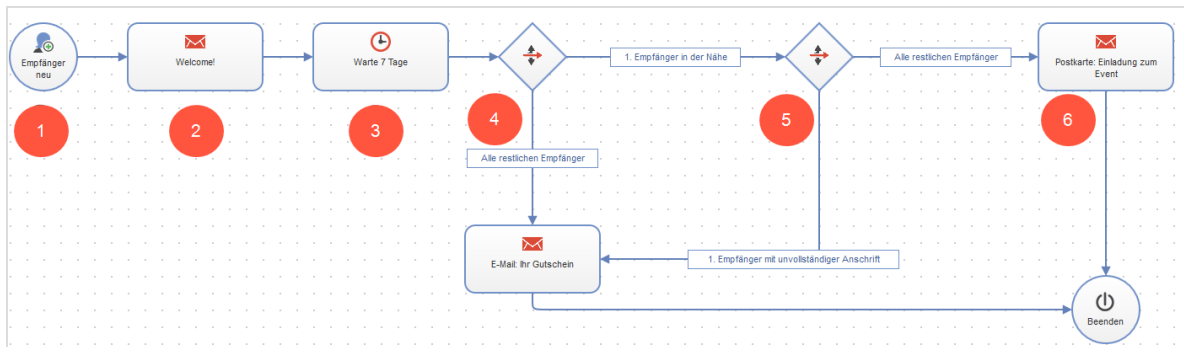 Empfänger
neu
Welcome!
Warte 7 Tage
1. Empfänger in der Nähe
Alle restlichen Empfänger
Postkarte: Einladung zum
Event
1
2
3
4
5
6
Alle restlichen Empfänger
E-Mail: Ihr Gutschein
1. Empfänger mit unvollständiger Anschrift
Beenden